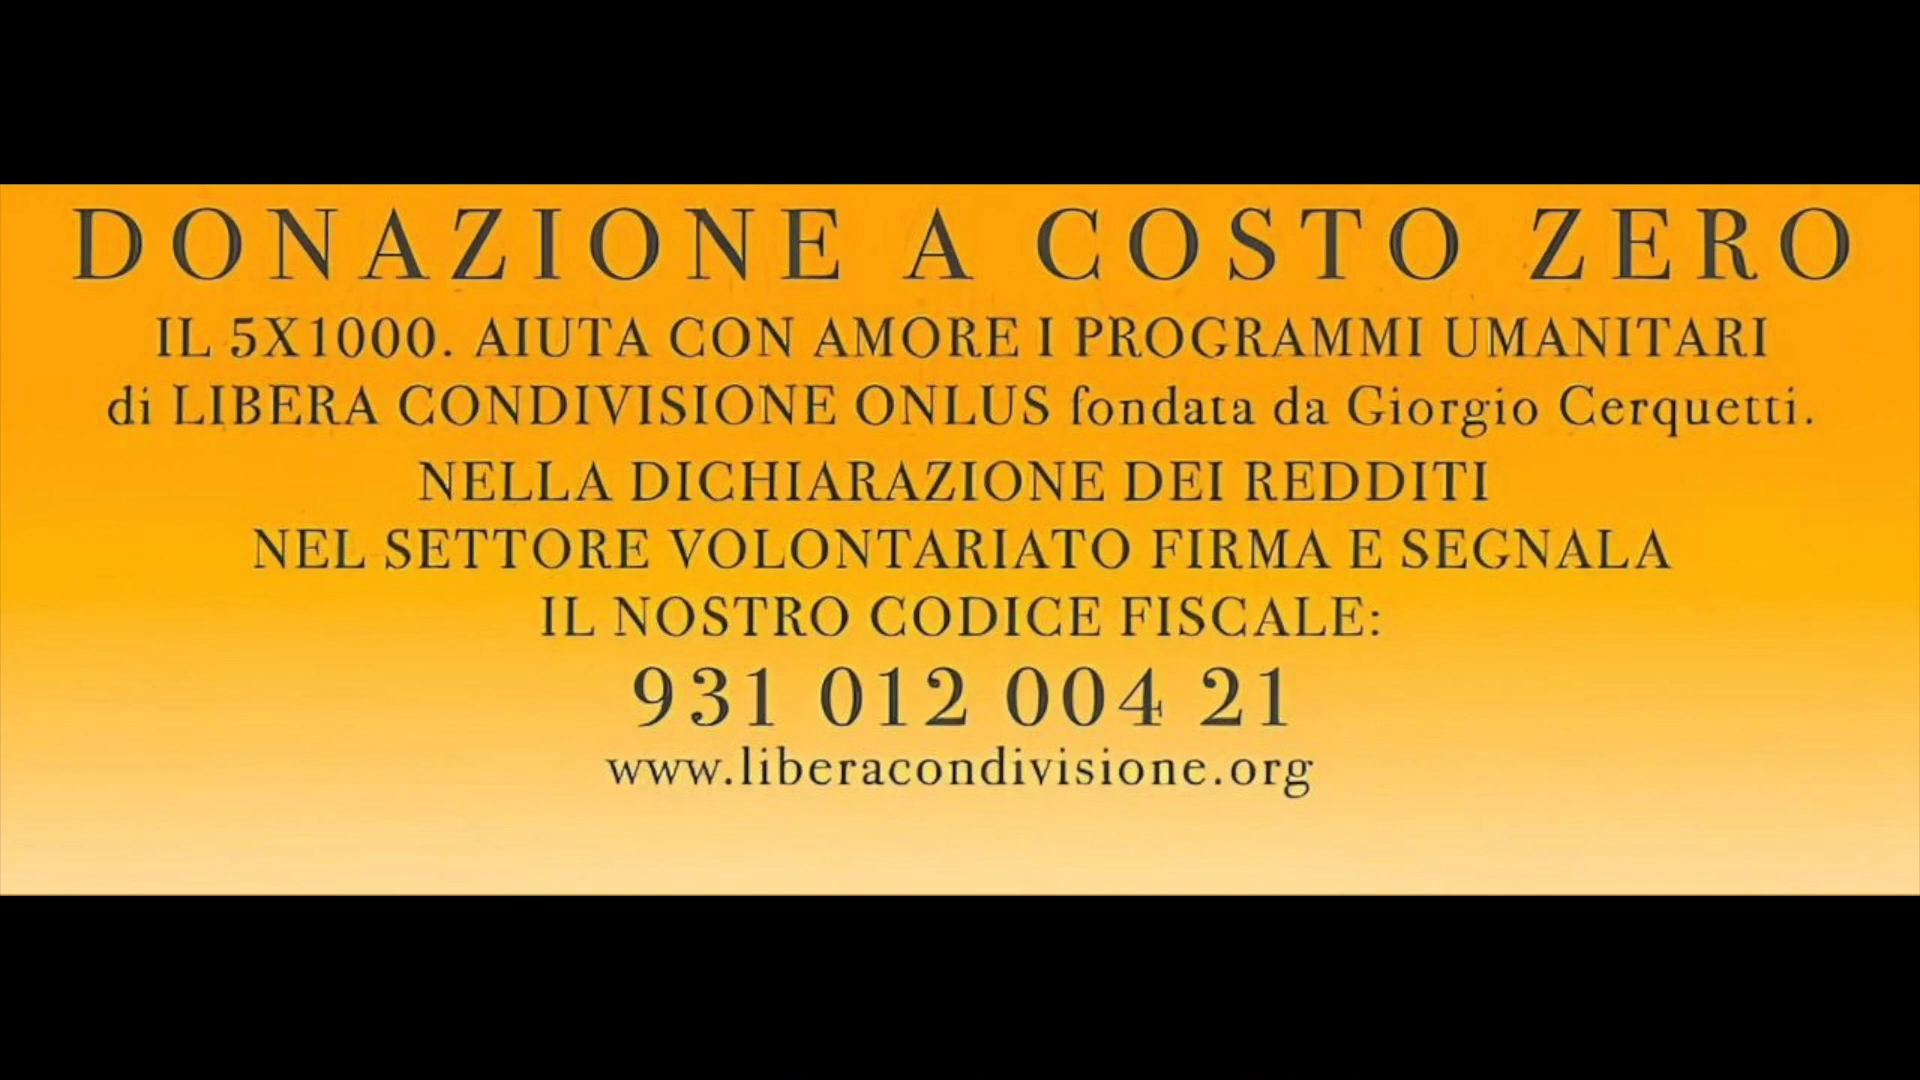 DONAZIONE A COSTO ZERO
IL 5X1000. AIUTA CON AMORE I PROGRAMMI UMANITARI
di LIBERA CONDIVISIONE ONLUS fondata da Giorgio Cerquetti.
NELLA DICHIARAZIONE DEI REDDITI
NEL SETTORE VOLONTARIATO FIRMA E SEGNALA
IL NOSTRO CODICE FISCALE:
931 012 004 21
www.liberacondivisione.org